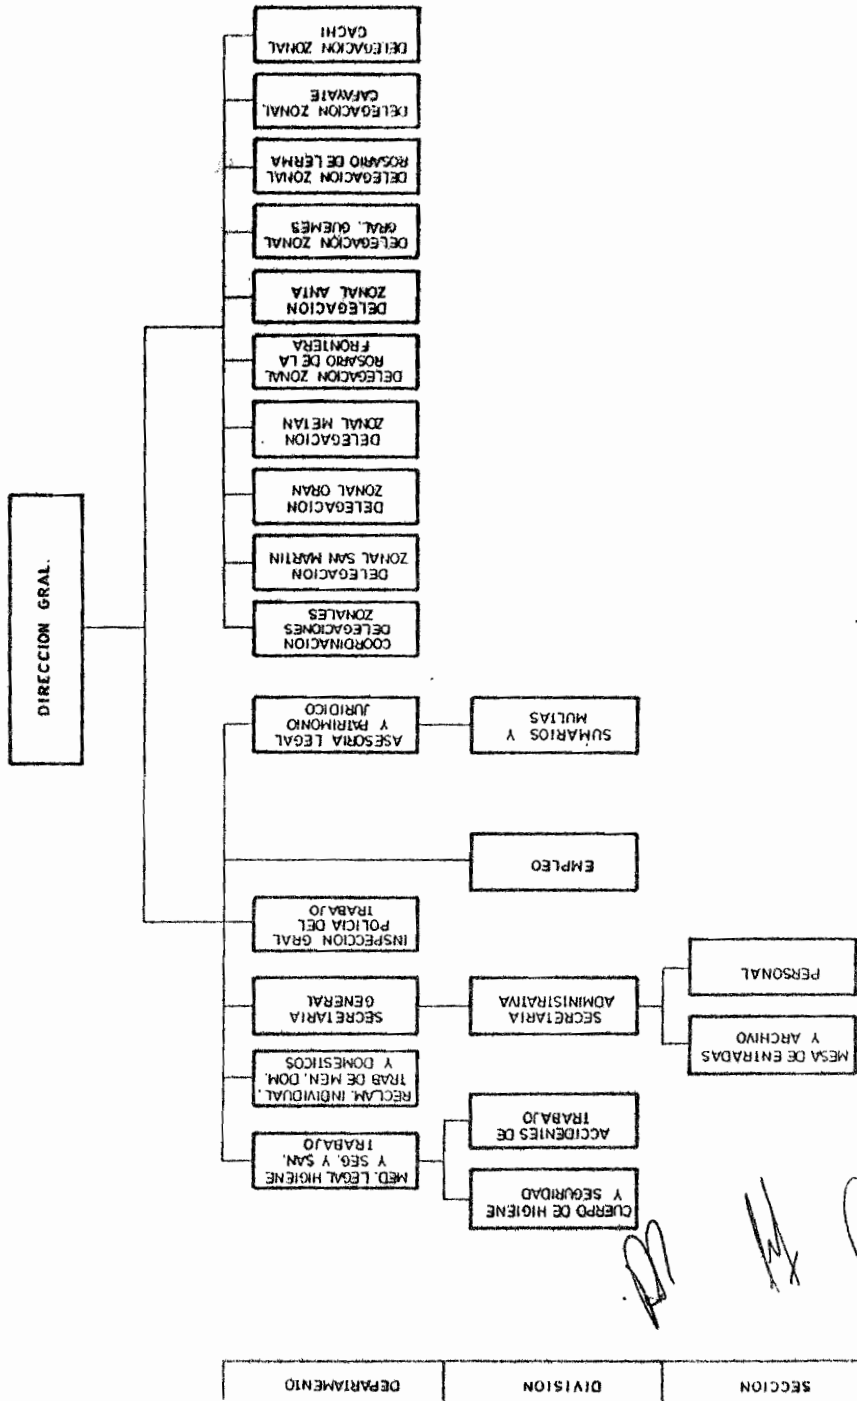 DIRECCION GRAL.
DELEGACION ZONAL
CACHI
DELEGACION ZONAL
CAFAYATE
DELEGACION ZONAL
ROSARIO DE LERMA
DELEGACION ZONAL
GRAL. GUEMES
DELEGACION
ZONAL ANTA
DELEGACION ZONAL
ROSARIO DE LA
FRONTERA
DELEGACION
ZONAL METAN
DELEGACION
ZONAL ORAN
DELEGACION
ZONAL SAN MARTIN
COORDINACION
DELEGACIONES
ZONALES
ASESORIA LEGAL
Y PATRIMONIO
JURIDICO
SUMARIOS Y
MULTAS
EMPLEO
INSPECCION GRAL
POLICIA DEL
TRABAJO
SECRETARIA
GENERAL
SECRETARIA
ADMINISTRATIVA
PERSONAL
MESA DE ENTRADAS
Y ARCHIVO
RECLAM. INDIVIDUAL.
TRAB DE MEN. DOM.
Y DOMESTICOS
MED. LEGAL HIGIENE
Y SEG. Y SAN.
TRABAJO
ACCIDENTES DE
TRABAJO
CUERPO DE HIGIENE
Y SEGURIDAD
DEPARTAMENTO
DIVISION
SECCION